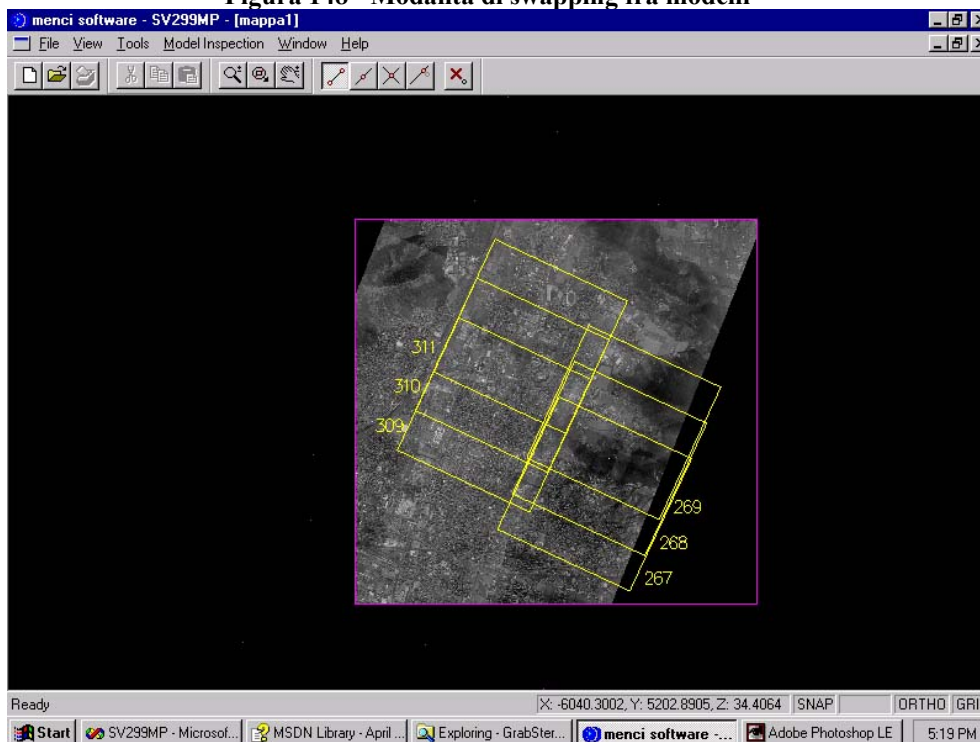 Figura 148 - Modalità di swapping fra modelli
menci software - SV299MP - [mappa1]
File View Tools Model Inspection Window Help
311
310
309
269
268
267
Ready X: -6040.3002, Y: 5202.8905, Z: 34.4064 SNAP ORTHO GRI
Start SV299MP - Microsof... MSDN Library - April ... Exploring - GrabSter... menci software -... Adobe Photoshop LE 5:19 PM